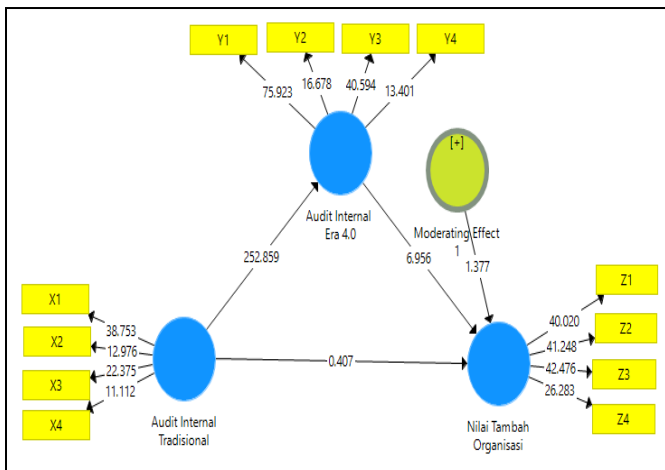 Y1
Y2
Y3
Y4
75.923
16.678
40.594
13.401
[+]
Audit Internal
Era 4.0
Moderating Effect
1
252.859
6.956
1.377
X1
X2
X3
X4
38.753
12.976
22.375
11.112
0.407
Z1
Z2
Z3
Z4
40.020
41.248
42.476
26.283
Audit Internal
Tradisional
Nilai Tambah
Organisasi